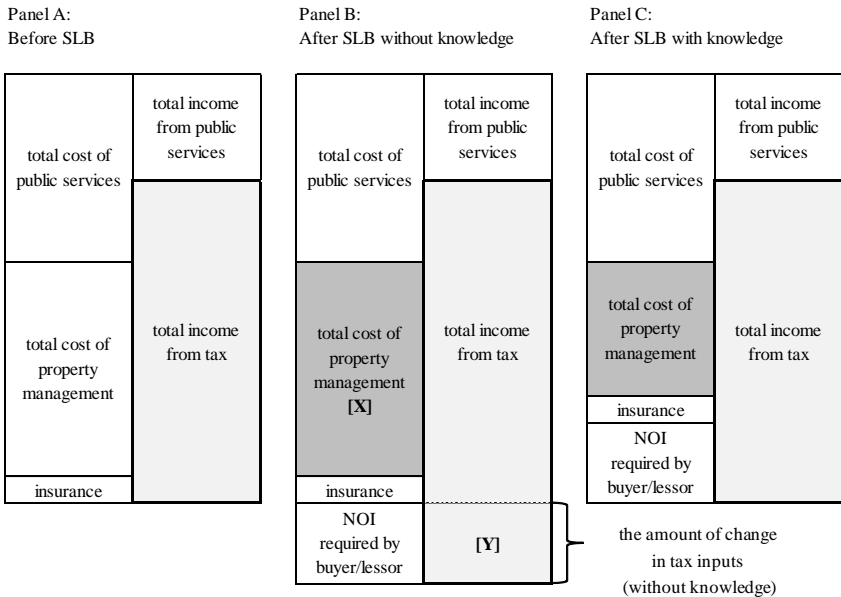 Panel A:
Before SLB
total cost of
public services
total income
from public
services
total cost of
property
management
total income
from tax
insurance
Panel B:
After SLB without knowledge
total cost of
public services
total income
from public
services
total cost of
property
management
[X]
total income
from tax
insurance
NOI
required by
buyer/lessor
[Y]
the amount of change
in tax inputs
(without knowledge)
Panel C:
After SLB with knowledge
total cost of
public services
total income
from public
services
total cost of
property
management
total income
from tax
insurance
NOI
required by
buyer/lessor